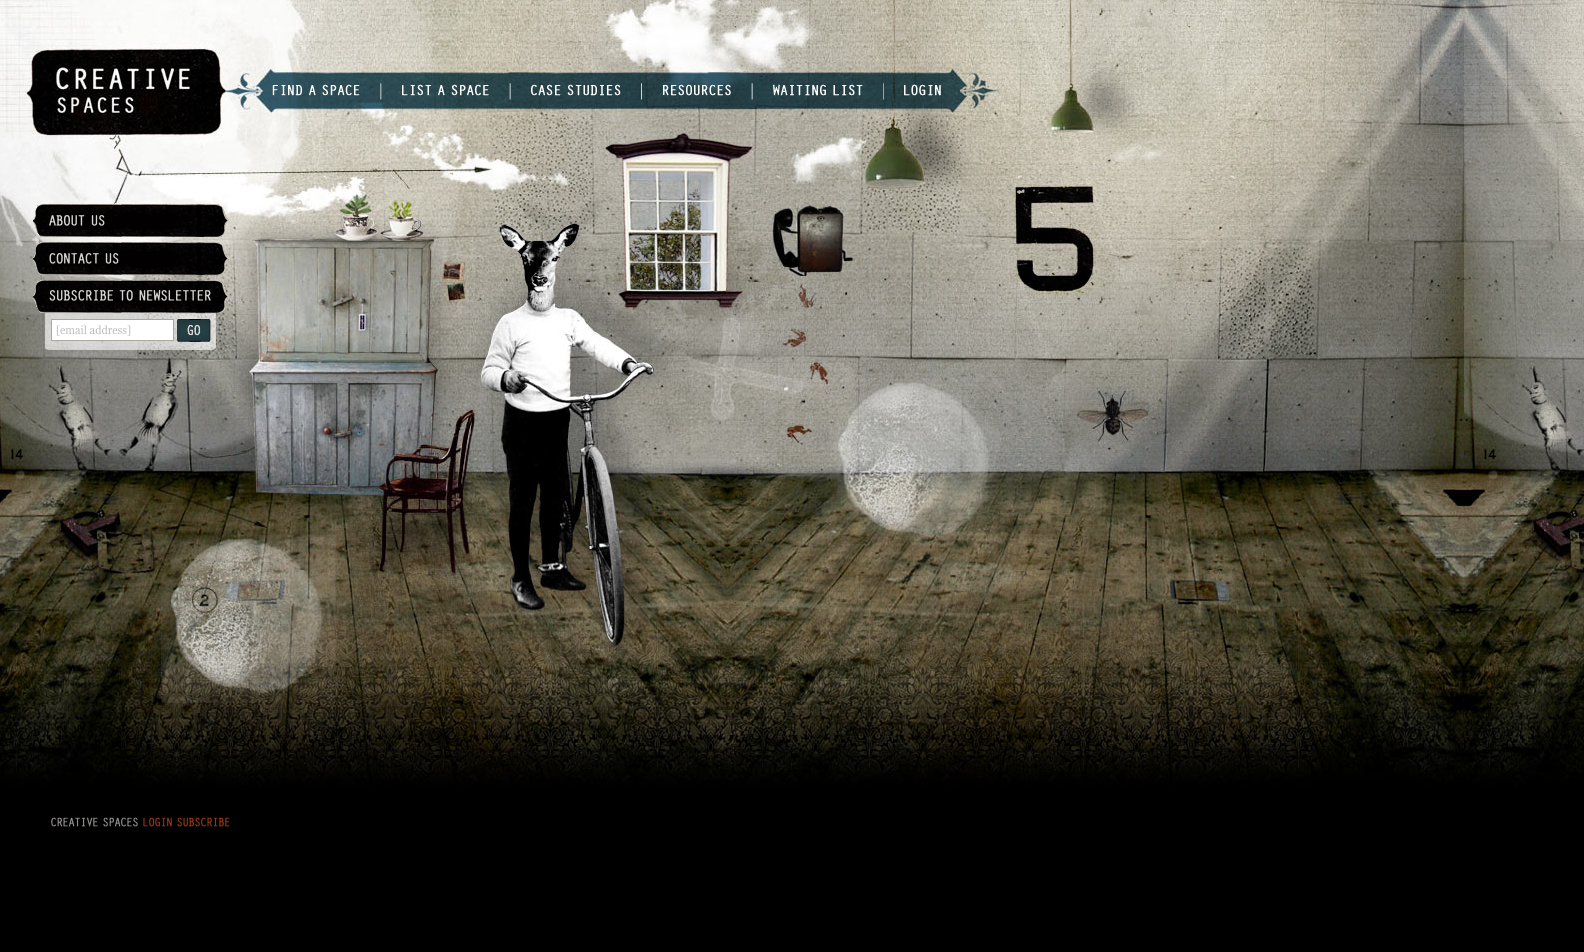 CREATIVE
SPACES
FIND A SPACE
LIST A SPACE
CASE STUDIES
RESOURCES
WAITING LIST
LOGIN
5
ABOUT US
CONTACT US
SUBSCRIBE TO NEWSLETTER
[email address] GO
14
14
2
CREATIVE SPACES LOGIN SUBSCRIBE